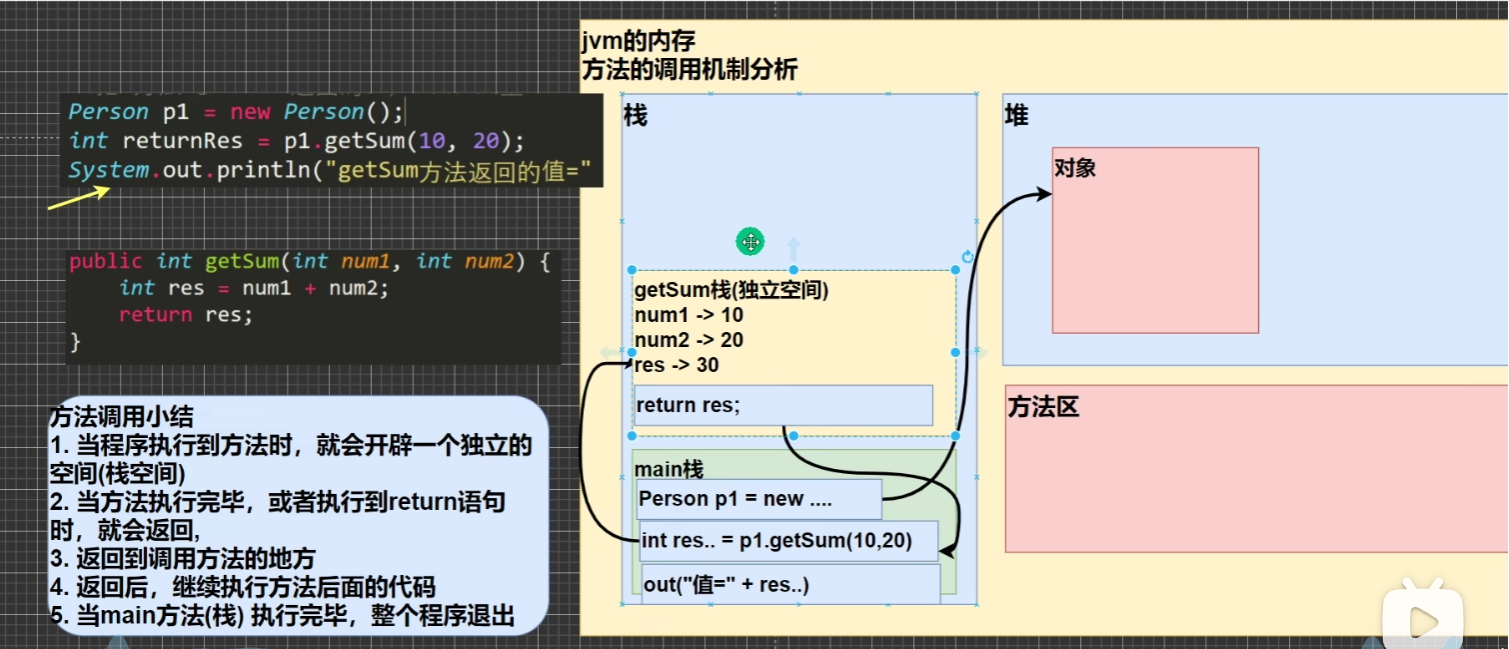 jvm的内存
方法的调用机制分析
Person p1 = new Person();
int returnRes = p1.getSum(10, 20);
System.out.println("getSum方法返回的值="
public int getSum(int num1, int num2) {
int res = num1 + num2;
return res;
}
方法调用小结
1. 当程序执行到方法时，就会开辟一个独立的
空间(栈空间)
2. 当方法执行完毕，或者执行到return语句
时，就会返回,
3. 返回到调用方法的地方
4. 返回后，继续执行方法后面的代码
5. 当main方法(栈) 执行完毕，整个程序退出
栈
getSum栈(独立空间)
num1 -> 10
num2 -> 20
res -> 30
return res;
main栈
Person p1 = new ....
int res.. = p1.getSum(10,20)
out("值=" + res..)
堆
对象
方法区